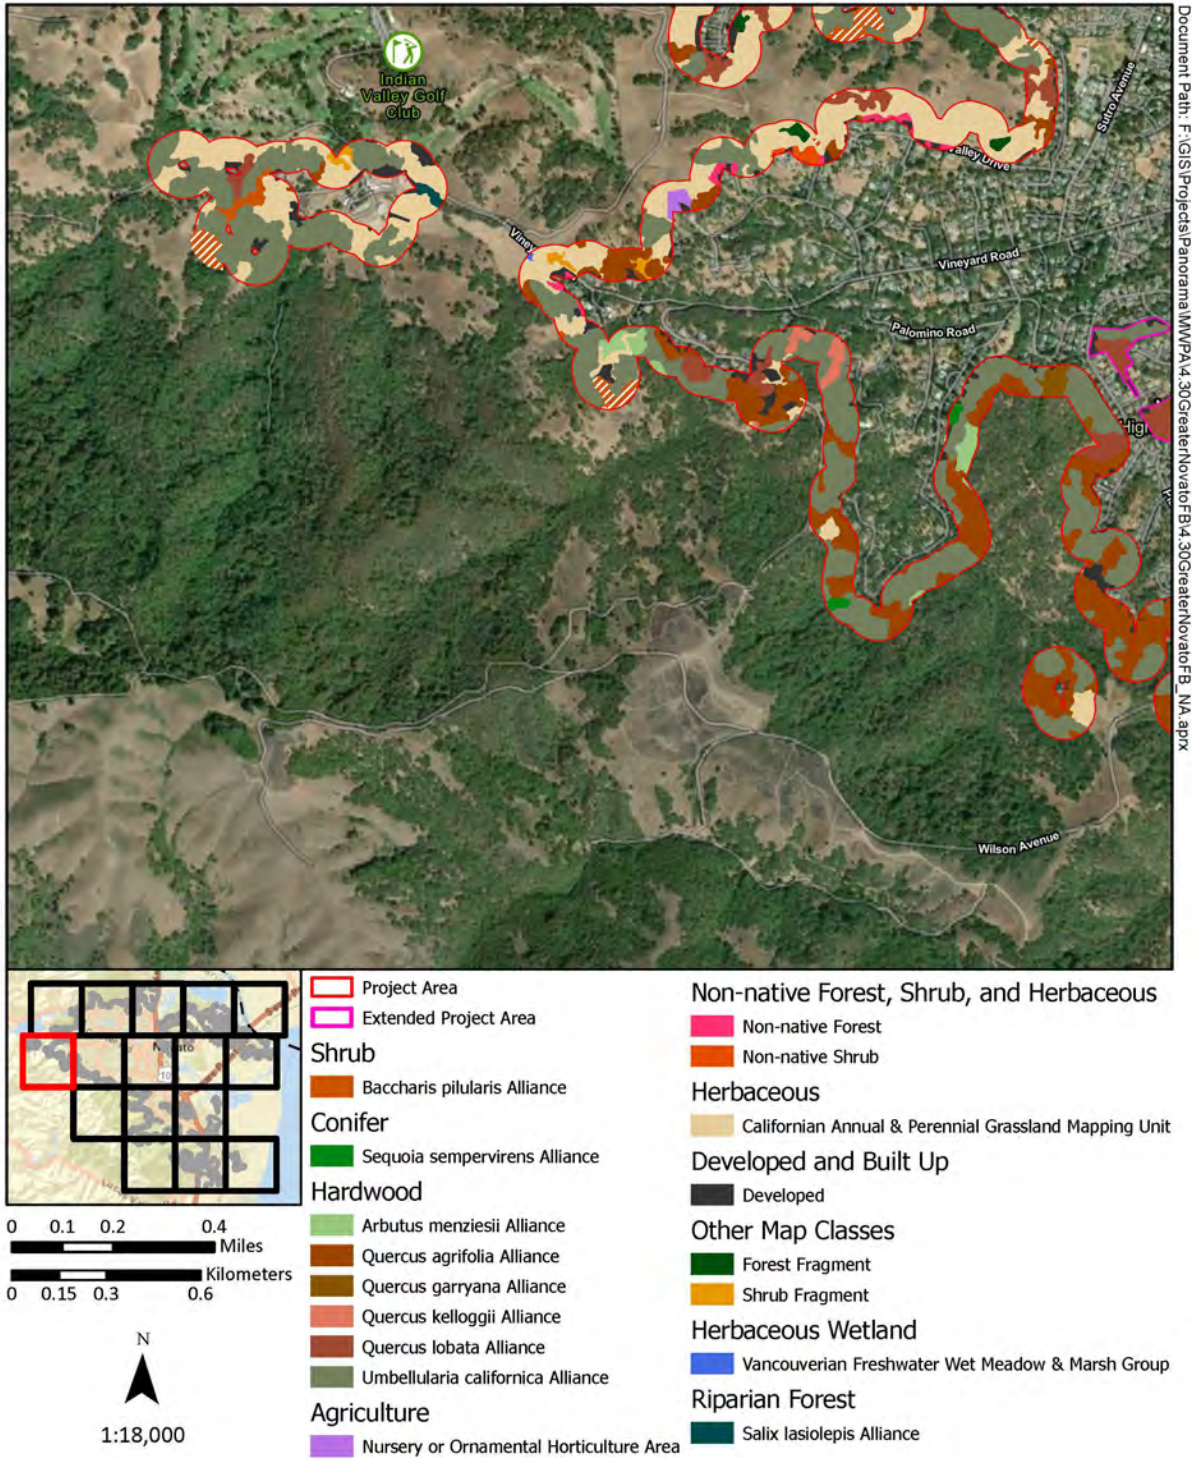 Document Path: F:\GIS\Projects\Panorama\MWPA\4.30GreaterNovatoFB\4.30GreaterNovatoFB_NA.aprx
Indian
Valley Golf
Club
Sutro Avenue
Valley Drive
Viney
Vineyard Road
Palomino Road
High
Wilson Avenue
Novato
10
0 0.1 0.2 0.4
Miles
Kilometers
0 0.15 0.3 0.6
N
1:18,000
Project Area
Extended Project Area
Shrub
Baccharis pilularis Alliance
Conifer
Sequoia sempervirens Alliance
Hardwood
Arbutus menziesii Alliance
Quercus agrifolia Alliance
Quercus garryana Alliance
Quercus kelloggii Alliance
Quercus lobata Alliance
Umbellularia californica Alliance
Agriculture
Nursery or Ornamental Horticulture Area
Non-native Forest, Shrub, and Herbaceous
Non-native Forest
Non-native Shrub
Herbaceous
Californian Annual & Perennial Grassland Mapping Unit
Developed and Built Up
Developed
Other Map Classes
Forest Fragment
Shrub Fragment
Herbaceous Wetland
Vancouverian Freshwater Wet Meadow & Marsh Group
Riparian Forest
Salix lasiolepis Alliance